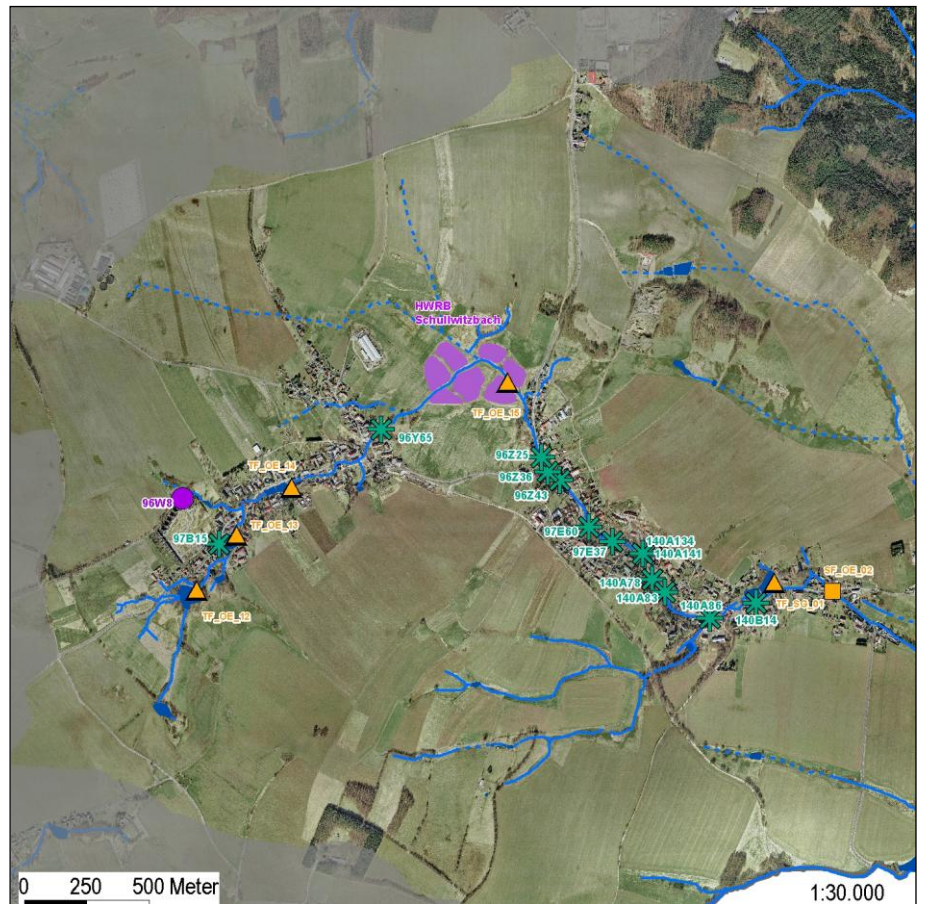 HWRB
Schullwitzbach
TF_OE_15
96Y65
96Z25
96Z36
96Z43
TF_OE_14
96W8
TF_OE_13
97B15
97E60
97E37
140A134
140A141
140A78
140A83
140A86
TF_OE_12
SF_OE_02
TF_SG_01
140B14
0 250 500 Meter
1:30.000